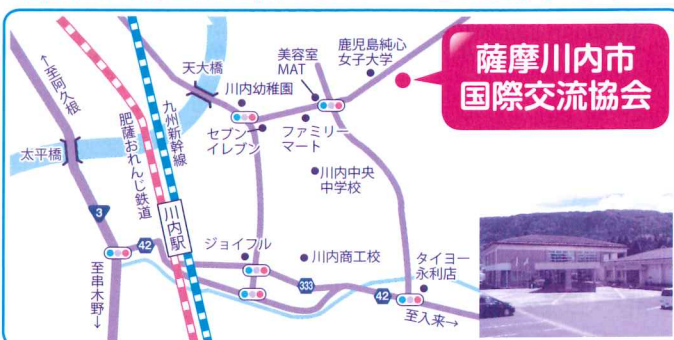 薩摩川内市
国際交流協会
鹿児島純心
女子大学
美容室
MAT
天大橋
川内幼稚園
セブン−
イレブン
ファミリー
マート
川内中央
中学校
←至阿久根
太平橋
肥薩おれんじ鉄道
九州新幹線
川内駅
3
42
ジョイフル
川内商工校
333
42
タイヨー
永利店
至串木野→
至入来→